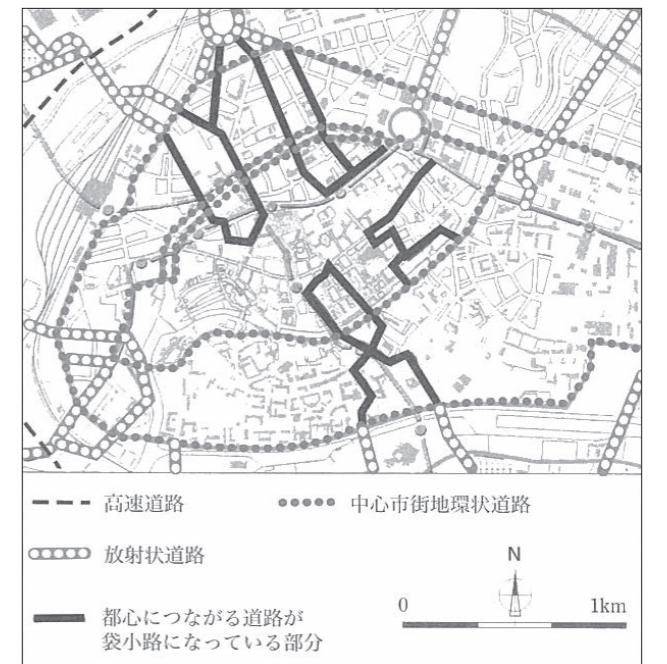 高速道路
中心市街地環状道路
放射状道路
N
都心につながる道路が
袋小路になっている部分
0 1km